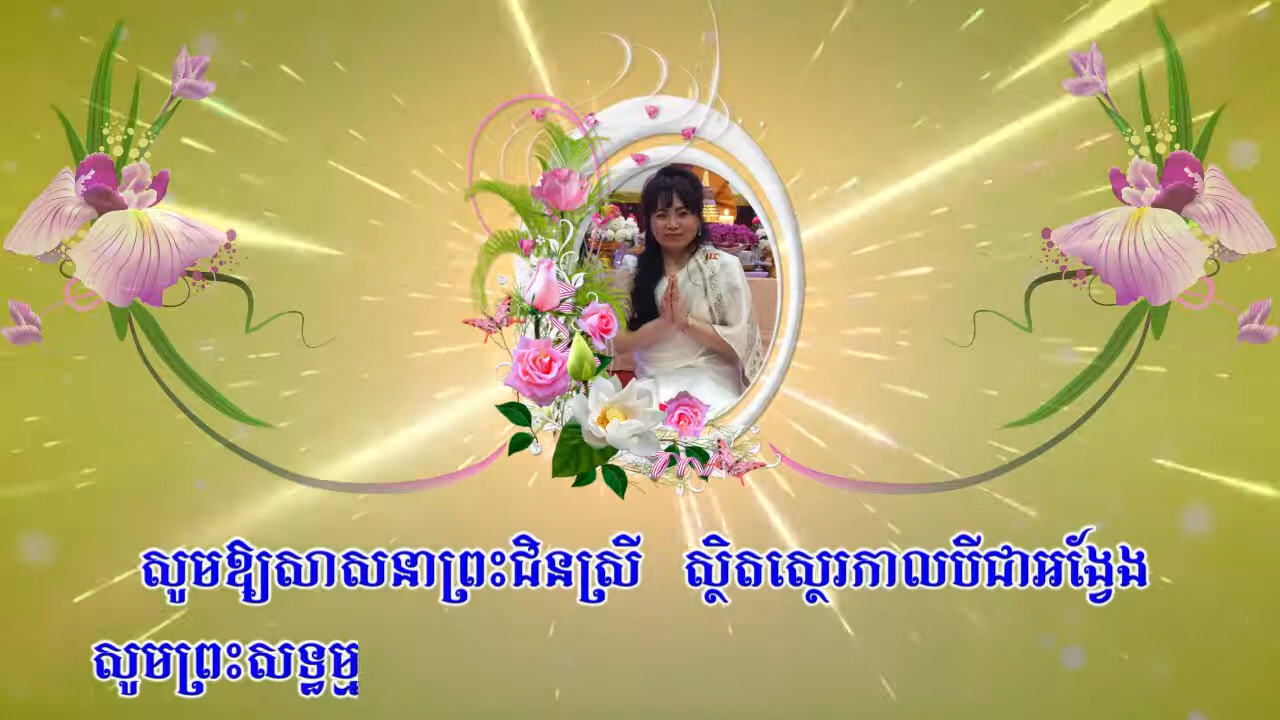 សូមឱ្យសាសនាព្រះជិនស្រី ស្ថិតស្ថេរកាលបីជាអង្វែង
សូមព្រះសទ្ធម្ម